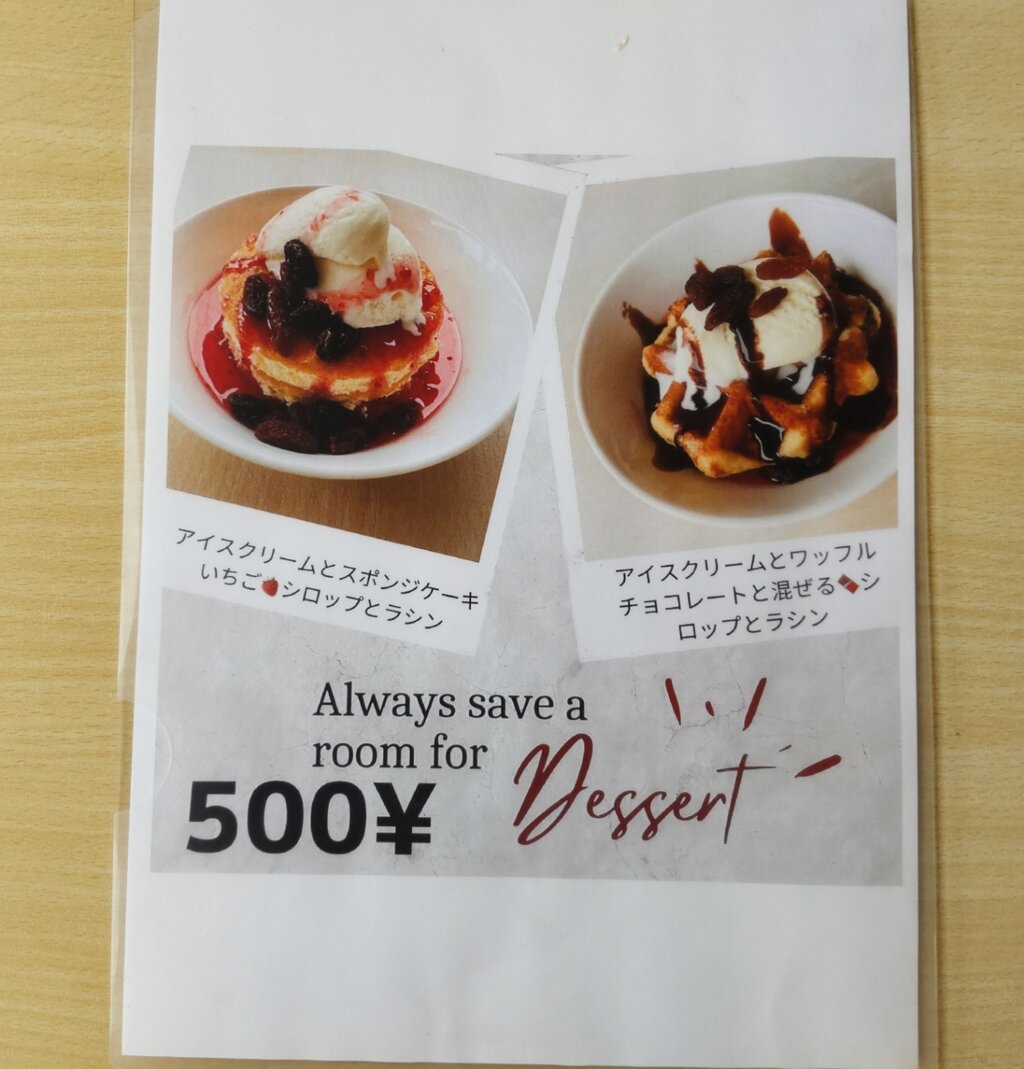 アイスクリームとスポンジケーキ
いちご🍓シロップとラシン
アイスクリームとワッフル
チョコレートと混ぜる🍫シ
ロップとラシン
Always save a
room for
Dessert
500¥